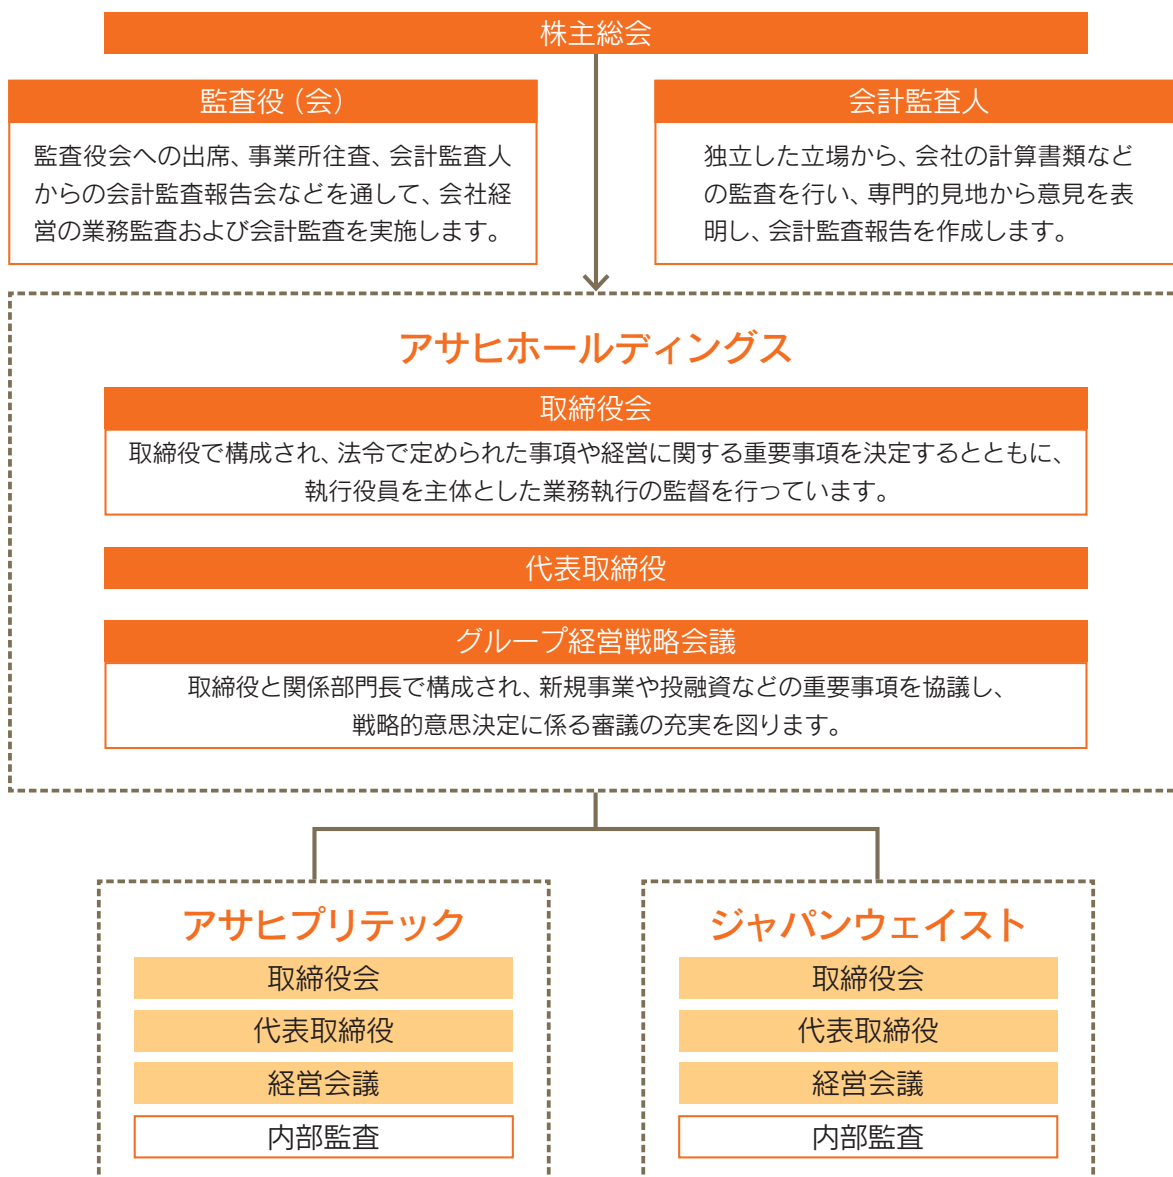 株主総会
監査役（会）
監査役会への出席、事業所往査、会計監査人
からの会計監査報告会などを通して、会社経
営の業務監査および会計監査を実施します。
会計監査人
独立した立場から、会社の計算書類など
の監査を行い、専門的見地から意見を表
明し、会計監査報告を作成します。
アサヒホールディングス
取締役会
取締役で構成され、法令で定められた事項や経営に関する重要事項を決定するとともに、
執行役員を主体とした業務執行の監督を行っています。
代表取締役
グループ経営戦略会議
取締役と関係部門長で構成され、新規事業や投融資などの重要事項を協議し、
戦略的意思決定に係る審議の充実を図ります。
アサヒプリテック
取締役会
代表取締役
経営会議
内部監査
ジャパンウェイスト
取締役会
代表取締役
経営会議
内部監査